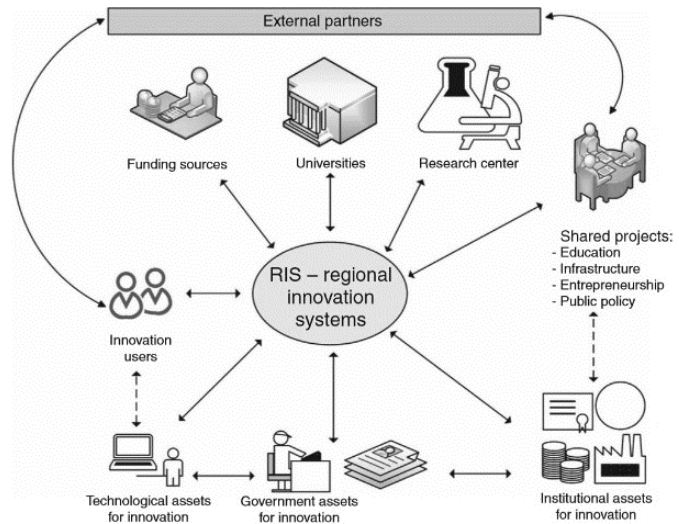 External partners
Funding sources
Universities
Research center
Shared projects:
- Education
- Infrastructure
- Entrepreneurship
- Public policy
RIS – regional
innovation
systems
Innovation
users
Technological assets
for innovation
Government assets
for innovation
Institutional assets
for innovation